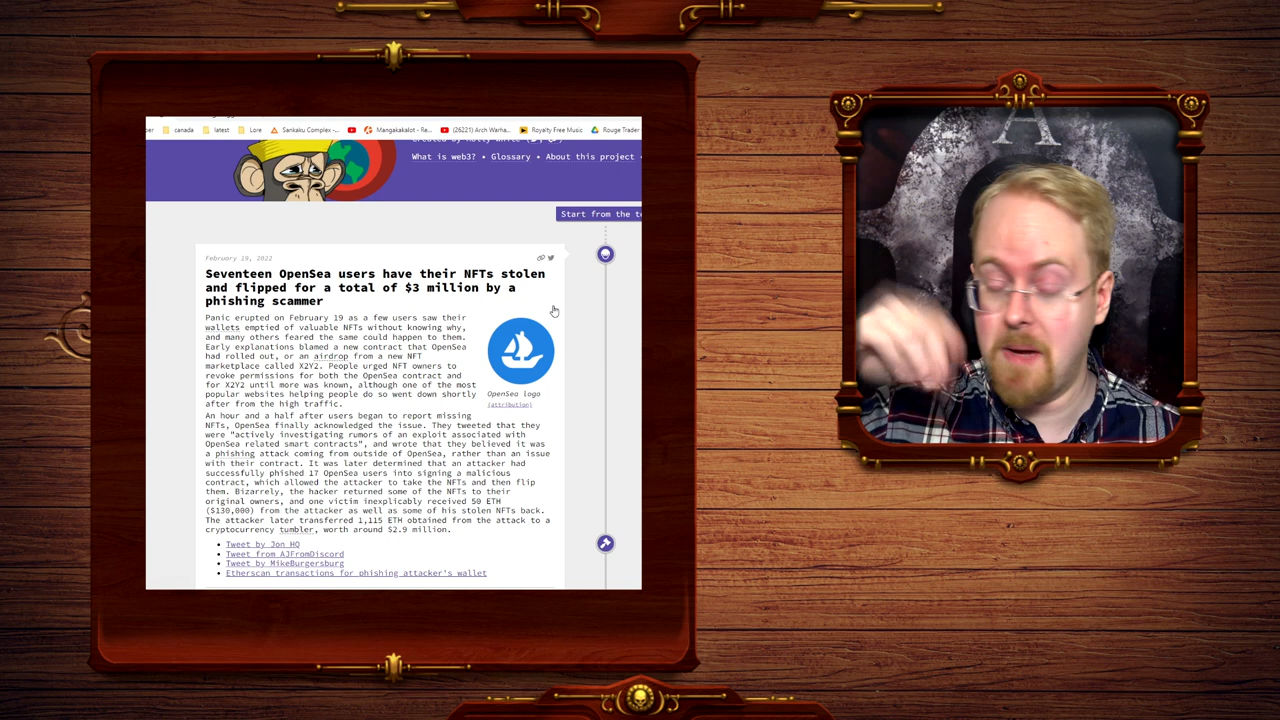 canada latest Lore Sankaku Complex -... Mangakakalot - Re... (26221) Arch Warha... Royalty Free Music Rouge Trader
What is web3? • Glossary • About this project
Start from the
February 19, 2022
Seventeen OpenSea users have their NFTs stolen
and flipped for a total of $3 million by a
phishing scammer
Panic erupted on February 19 as a few users saw their
wallets emptied of valuable NFTs without knowing why,
and many others feared the same could happen to them.
Early explanations blamed a new contract that OpenSea
had rolled out, or an airdrop from a new NFT
marketplace called X2Y2. People urged NFT owners to
revoke permissions for both the OpenSea contract and
for X2Y2 until more was known, although one of the most
popular websites helping people do so went down shortly
after from the high traffic.
OpenSea logo
(attribution)
An hour and a half after users began to report missing
NFTs, OpenSea finally acknowledged the issue. They tweeted that they
were "actively investigating rumors of an exploit associated with
OpenSea related smart contracts", and wrote that they believed it was
a phishing attack coming from outside of OpenSea, rather than an issue
with their contract. It was later determined that an attacker had
successfully phished 17 OpenSea users into signing a malicious
contract, which allowed the attacker to take the NFTs and then flip
them. Bizarrely, the hacker returned some of the NFTs to their
original owners, and one victim inexplicably received 50 ETH
($130,000) from the attacker as well as some of his stolen NFTs back.
The attacker later transferred 1,115 ETH obtained from the attack to a
cryptocurrency tumbler, worth around $2.9 million.
• Tweet by Jon HQ
• Tweet from AJFromDiscord
• Tweet by MikeBurgersburg
• Etherscan transactions for phishing attacker's wallet
A